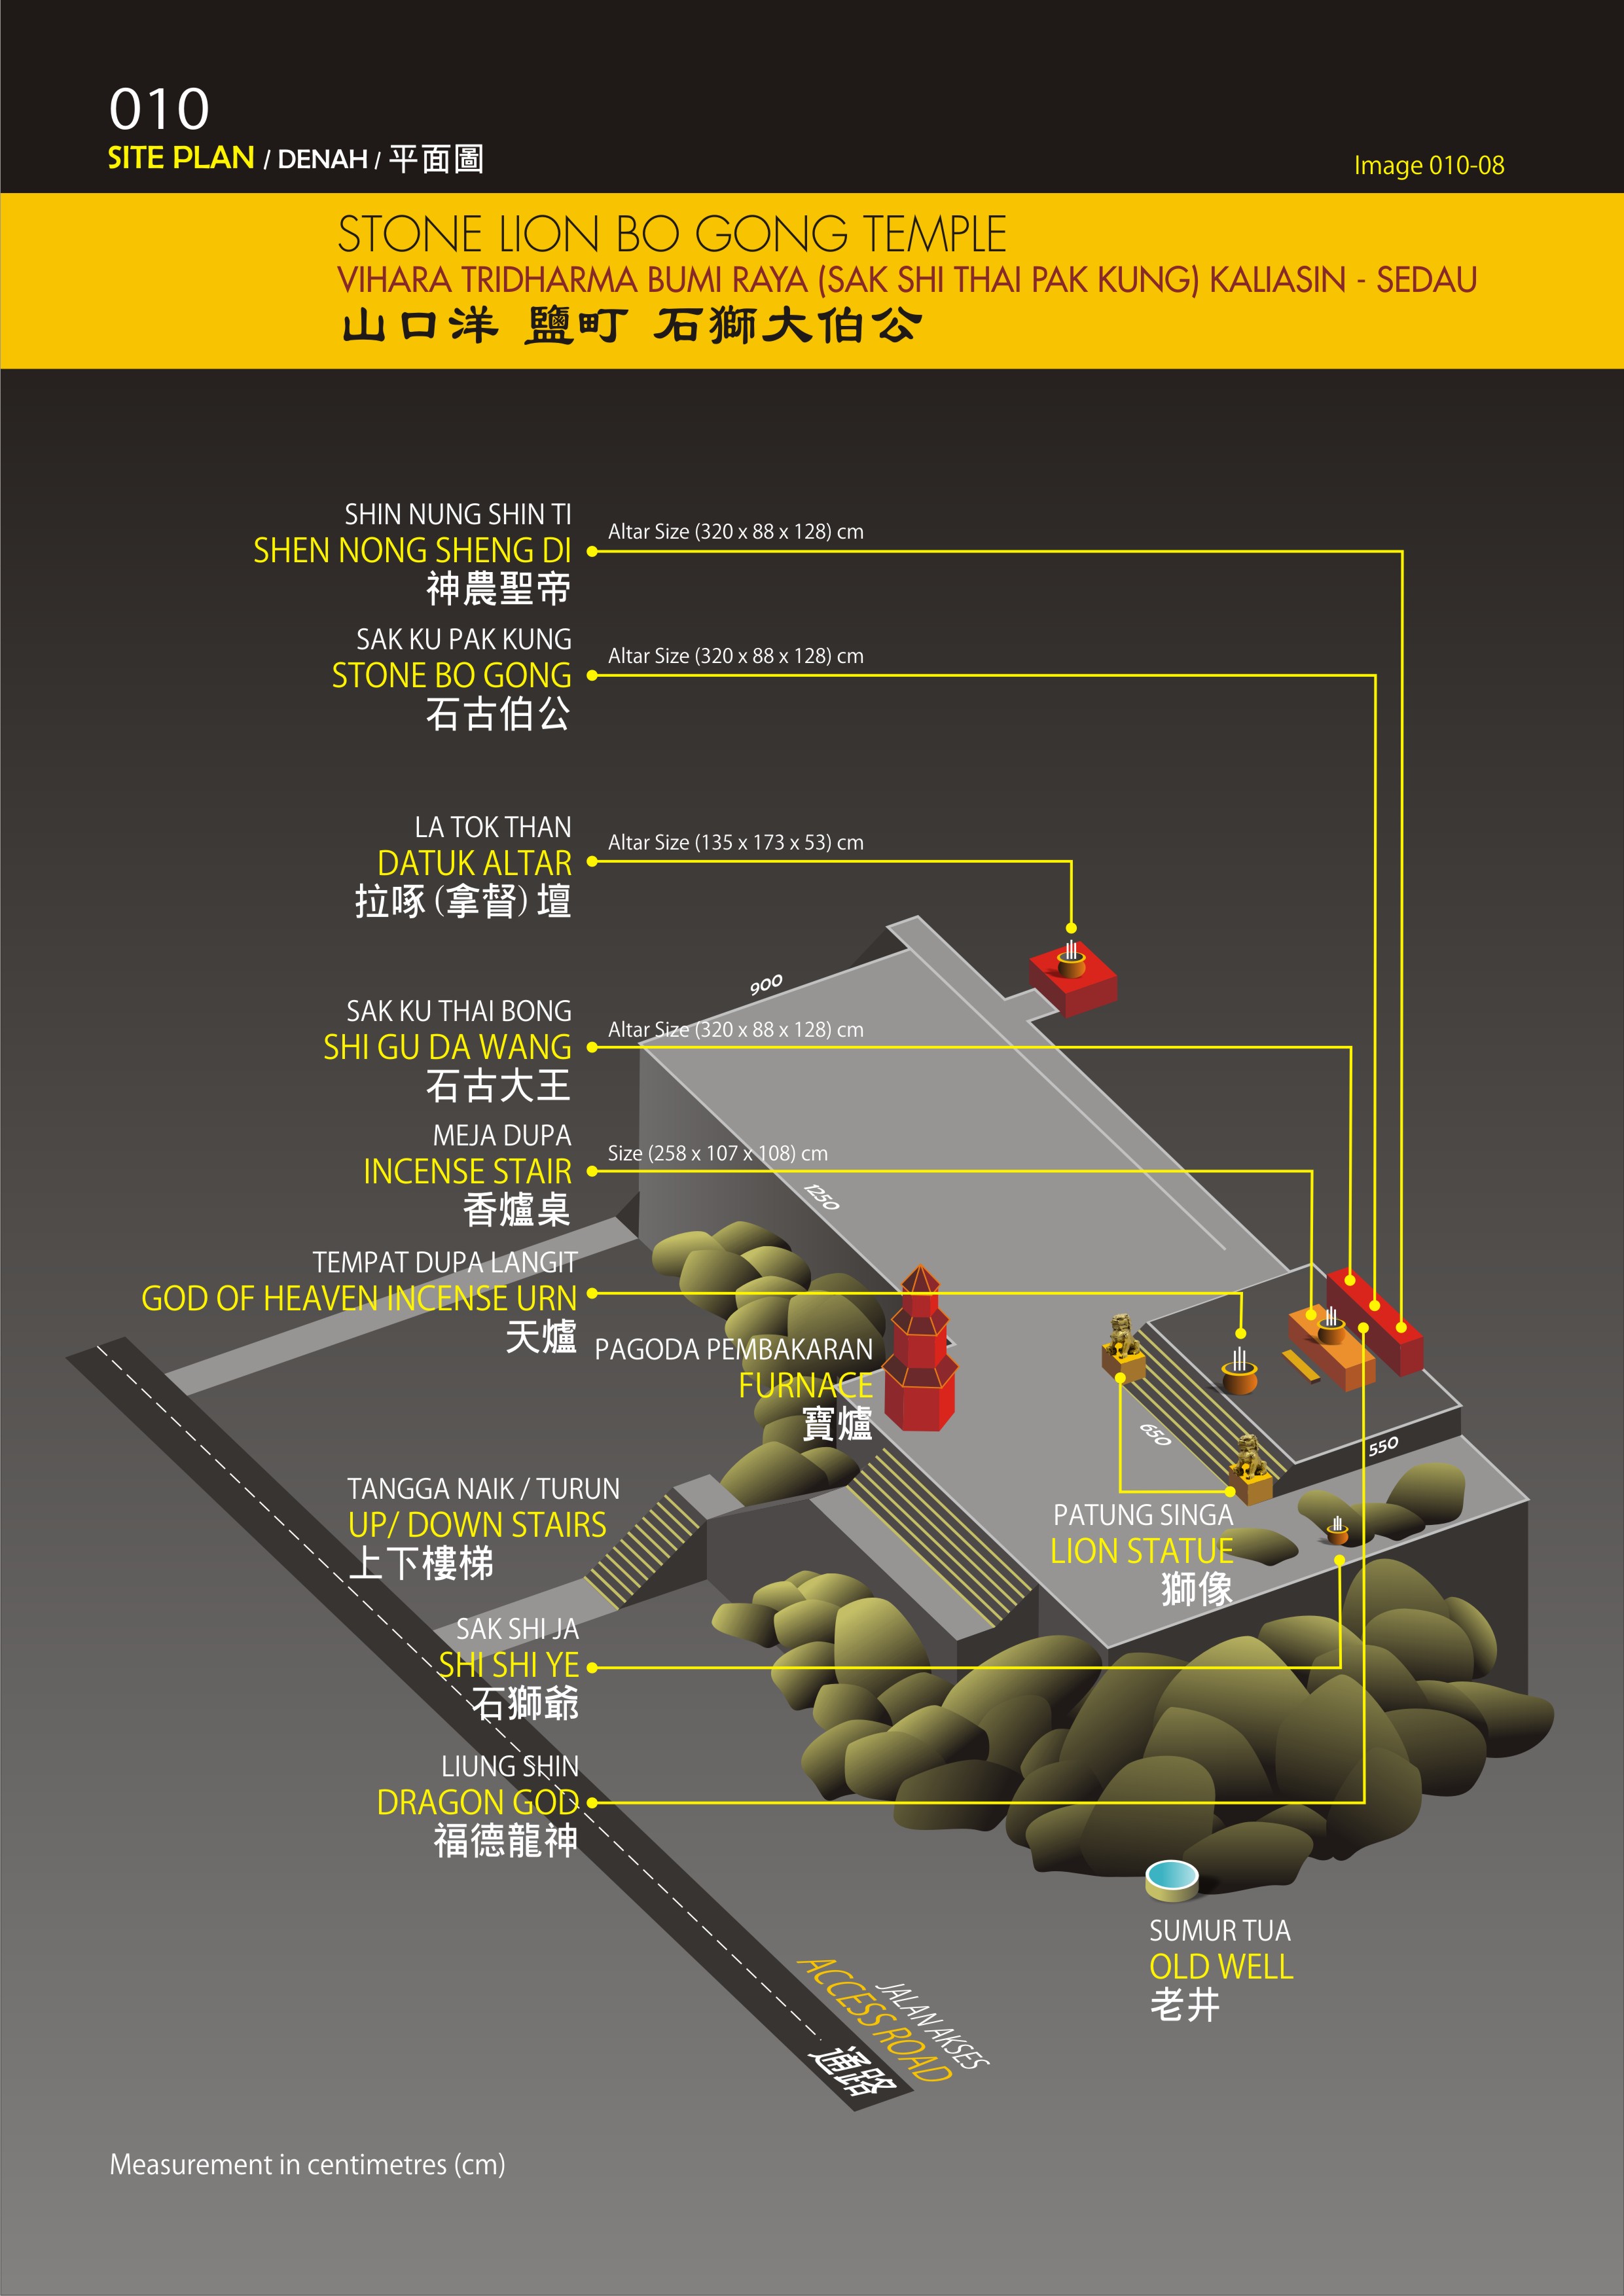 010
SITE PLAN / DENAH / 平面圖
Image 010-08
STONE LION BO GONG TEMPLE
VIHARA TRIDHARMA BUMI RAYA (SAK SHI THAI PAK KUNG) KALIASIN - SEDAU
山口洋 鹽町 石獅大伯公
SHIN NUNG SHIN TI
SHEN NONG SHENG DI
神農聖帝
Altar Size (320 x 88 x 128) cm
SAK KU PAK KUNG
STONE BO GONG
石古伯公
Altar Size (320 x 88 x 128) cm
LA TOK THAN
DATUK ALTAR
拉啄 (拿督) 壇
Altar Size (135 x 173 x 53) cm
900
SAK KU THAI BONG
SHI GU DA WANG
石古大王
Altar Size (320 x 88 x 128) cm
MEJA DUPA
INCENSE STAIR
香爐桌
Size (258 x 107 x 108) cm
1250
TEMPAT DUPA LANGIT
GOD OF HEAVEN INCENSE URN
天爐
PAGODA PEMBAKARAN
FURNACE
寶爐
650
550
TANGGA NAIK / TURUN
UP/ DOWN STAIRS
上下樓梯
PATUNG SINGA
LION STATUE
獅像
SAK SHI JA
SHI SHI YE
石獅爺
LIUNG SHIN
DRAGON GOD
福德龍神
SUMUR TUA
OLD WELL
老井
JALAN AKSES
ACCESS ROAD
通路
Measurement in centimetres (cm)